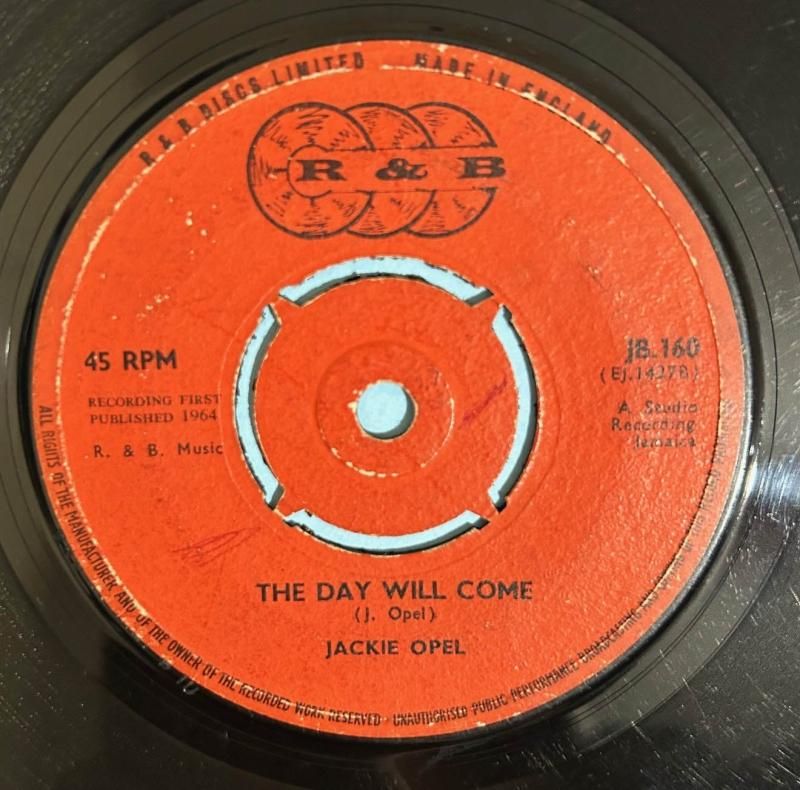 R & B DISCS LIMITED
MADE IN ENGLAND
R & B
45 RPM
RECORDING FIRST
PUBLISHED 1964
R. & B. Music
JB.160
(EJ.1427B)
A Studio
Recording
Jamaica
THE DAY WILL COME
(J. Opel)
JACKIE OPEL
ALL RIGHTS OF THE MANUFACTURER AND OF THE OWNER OF THE RECORDED WORK RESERVED · UNAUTHORISED PUBLIC PERFORMANCE BROADCASTING AND